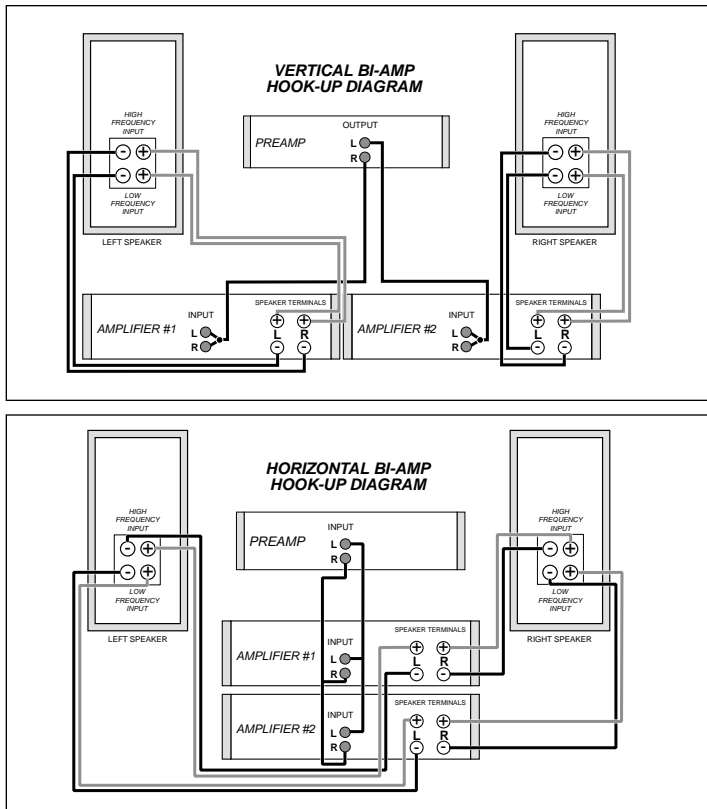 VERTICAL BI-AMP
HOOK-UP DIAGRAM
HIGH
FREQUENCY
INPUT
- +
- +
LOW
FREQUENCY
INPUT
LEFT SPEAKER
OUTPUT
PREAMP
L
R
HIGH
FREQUENCY
INPUT
- +
- +
LOW
FREQUENCY
INPUT
RIGHT SPEAKER
AMPLIFIER #1
INPUT
L
R
SPEAKER TERMINALS
+ +
L R
- -
AMPLIFIER #2
INPUT
L
R
SPEAKER TERMINALS
+ +
L R
- -
HORIZONTAL BI-AMP
HOOK-UP DIAGRAM
HIGH
FREQUENCY
INPUT
- +
- +
LOW
FREQUENCY
INPUT
LEFT SPEAKER
INPUT
PREAMP
L
R
HIGH
FREQUENCY
INPUT
- +
- +
LOW
FREQUENCY
INPUT
RIGHT SPEAKER
AMPLIFIER #1
INPUT
L
R
SPEAKER TERMINALS
+ +
L R
- -
AMPLIFIER #2
INPUT
L
R
SPEAKER TERMINALS
+ +
L R
- -